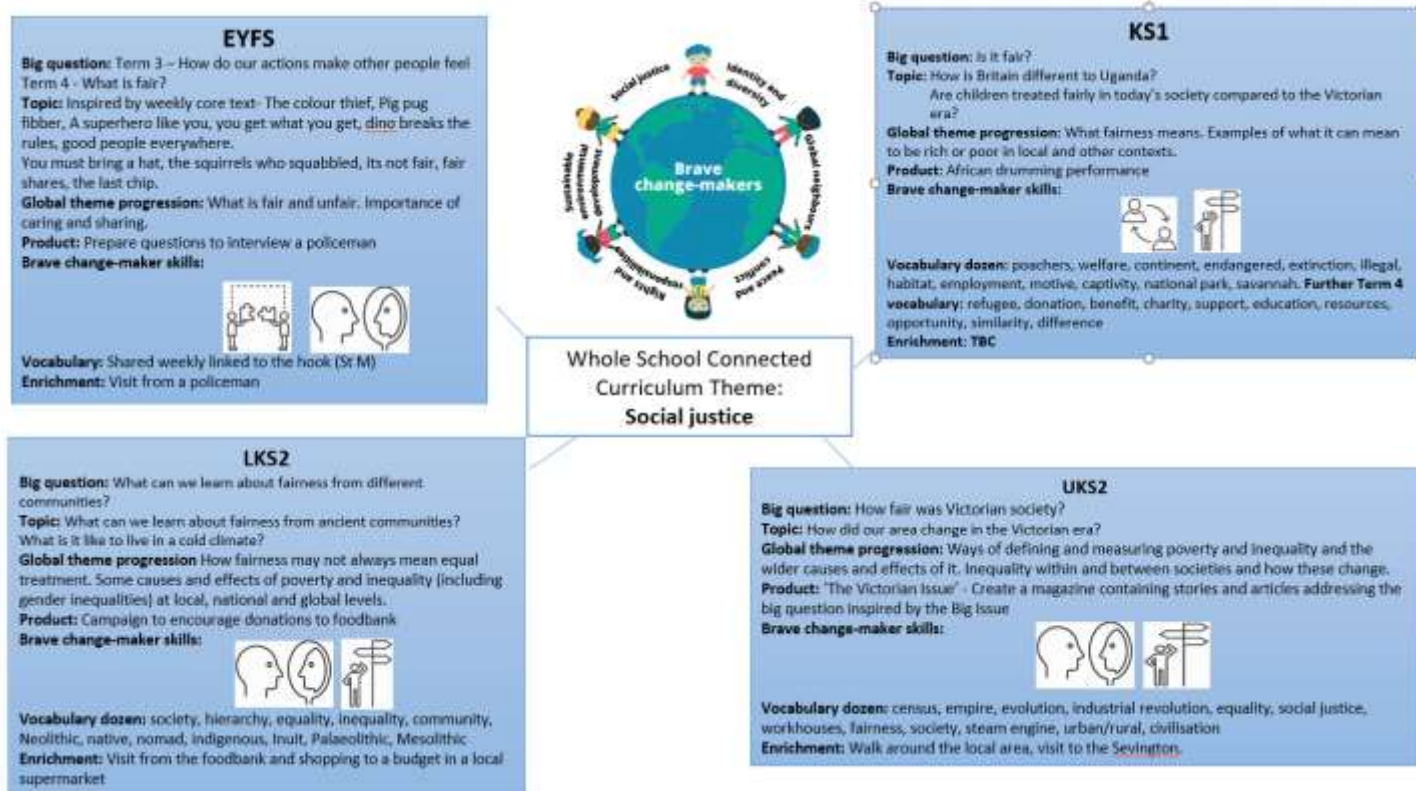 EYFS
Big question: Term 3 – How do our actions make other people feel
Term 4 - What is fair?
Topic: Inspired by weekly core text- The colour thief, Pig pug
fibber, A superhero like you, you get what you get, dino breaks the
rules, good people everywhere.
You must bring a hat, the squirrels who squabbled, Its not fair, fair
shares, the last chip.
Global theme progression: What is fair and unfair. Importance of
caring and sharing.
Product: Prepare questions to interview a policeman
Brave change-maker skills:
Vocabulary: Shared weekly linked to the hook (St M)
Enrichment: Visit from a policeman
Social justice
Identity and
diversity
Global neighbours
Peace and
conflict
Rights and
responsibilities
Sustainable
environmental
development
Brave
change-makers
KS1
Big question: Is it fair?
Topic: How is Britain different to Uganda?
Are children treated fairly in today's society compared to the Victorian
era?
Global theme progression: What fairness means. Examples of what it can mean
to be rich or poor in local and other contexts.
Product: African drumming performance
Brave change-maker skills:
Vocabulary dozen: poachers, welfare, continent, endangered, extinction, illegal,
habitat, employment, motive, captivity, national park, savannah. Further Term 4
vocabulary: refugee, donation, benefit, charity, support, education, resources,
opportunity, similarity, difference
Enrichment: TBC
Whole School Connected
Curriculum Theme:
Social justice
LKS2
Big question: What can we learn about fairness from different
communities?
Topic: What can we learn about fairness from ancient communities?
What is it like to live in a cold climate?
Global theme progression How fairness may not always mean equal
treatment. Some causes and effects of poverty and inequality (including
gender inequalities) at local, national and global levels.
Product: Campaign to encourage donations to foodbank
Brave change-maker skills:
Vocabulary dozen: society, hierarchy, equality, inequality, community,
Neolithic, native, nomad, indigenous, Inuit, Palaeolithic, Mesolithic
Enrichment: Visit from the foodbank and shopping to a budget in a local
supermarket
UKS2
Big question: How fair was Victorian society?
Topic: How did our area change in the Victorian era?
Global theme progression: Ways of defining and measuring poverty and inequality and the
wider causes and effects of it. Inequality within and between societies and how these change.
Product: 'The Victorian Issue' - Create a magazine containing stories and articles addressing the
big question inspired by the Big Issue
Brave change-maker skills:
Vocabulary dozen: census, empire, evolution, industrial revolution, equality, social justice,
workhouses, fairness, society, steam engine, urban/rural, civilisation
Enrichment: Walk around the local area, visit to the Sevington.